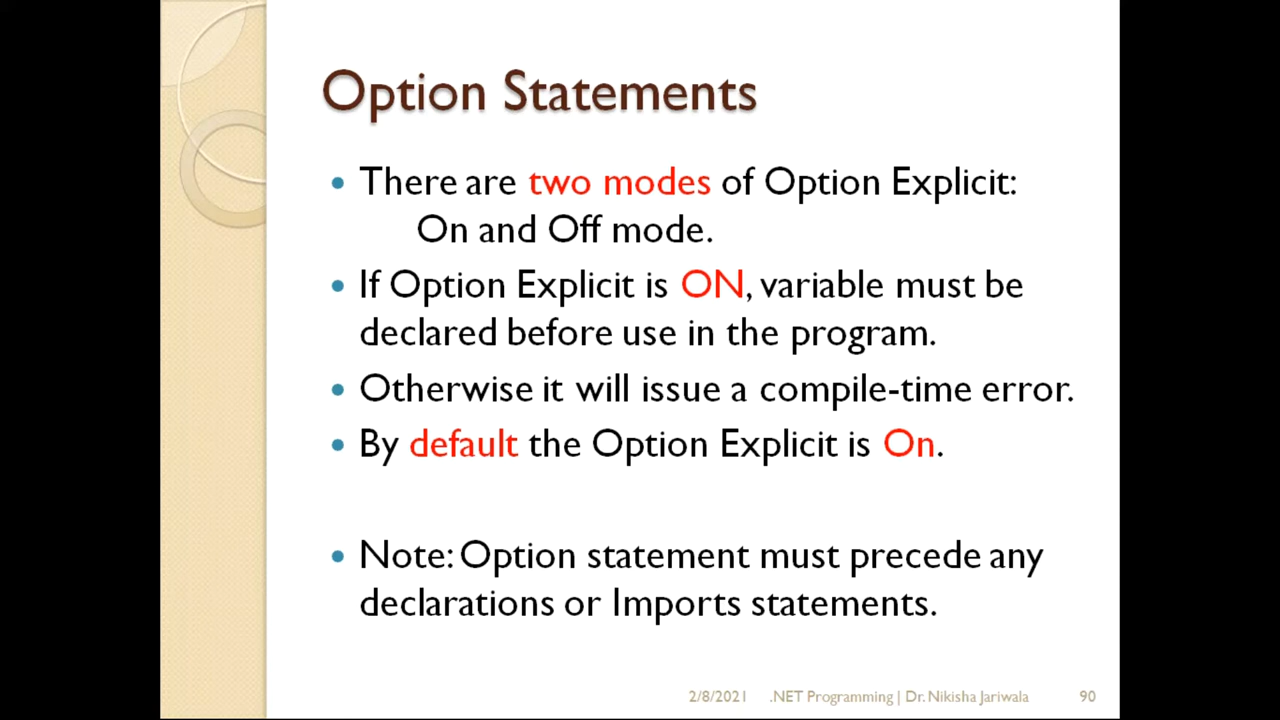 Option Statements
• There are two modes of Option Explicit:
On and Off mode.
• If Option Explicit is ON, variable must be
declared before use in the program.
• Otherwise it will issue a compile-time error.
• By default the Option Explicit is On.
• Note: Option statement must precede any
declarations or Imports statements.
2/8/2021 .NET Programming | Dr. Nikisha Jariwala 90